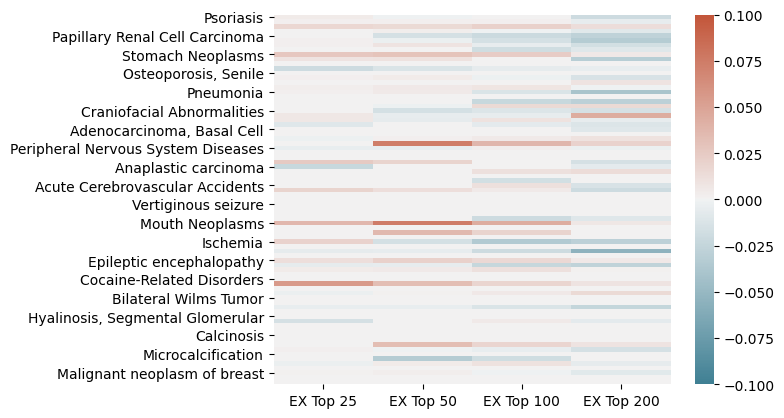 Psoriasis
Papillary Renal Cell Carcinoma
Stomach Neoplasms
Osteoporosis, Senile
Pneumonia
Craniofacial Abnormalities
Adenocarcinoma, Basal Cell
Peripheral Nervous System Diseases
Anaplastic carcinoma
Acute Cerebrovascular Accidents
Vertiginous seizure
Mouth Neoplasms
Ischemia
Epileptic encephalopathy
Cocaine-Related Disorders
Bilateral Wilms Tumor
Hyalinosis, Segmental Glomerular
Calcinosis
Microcalcification
Malignant neoplasm of breast
EX Top 25 EX Top 50 EX Top 100 EX Top 200
0.100
0.075
0.050
0.025
0.000
−0.025
−0.050
−0.075
−0.100